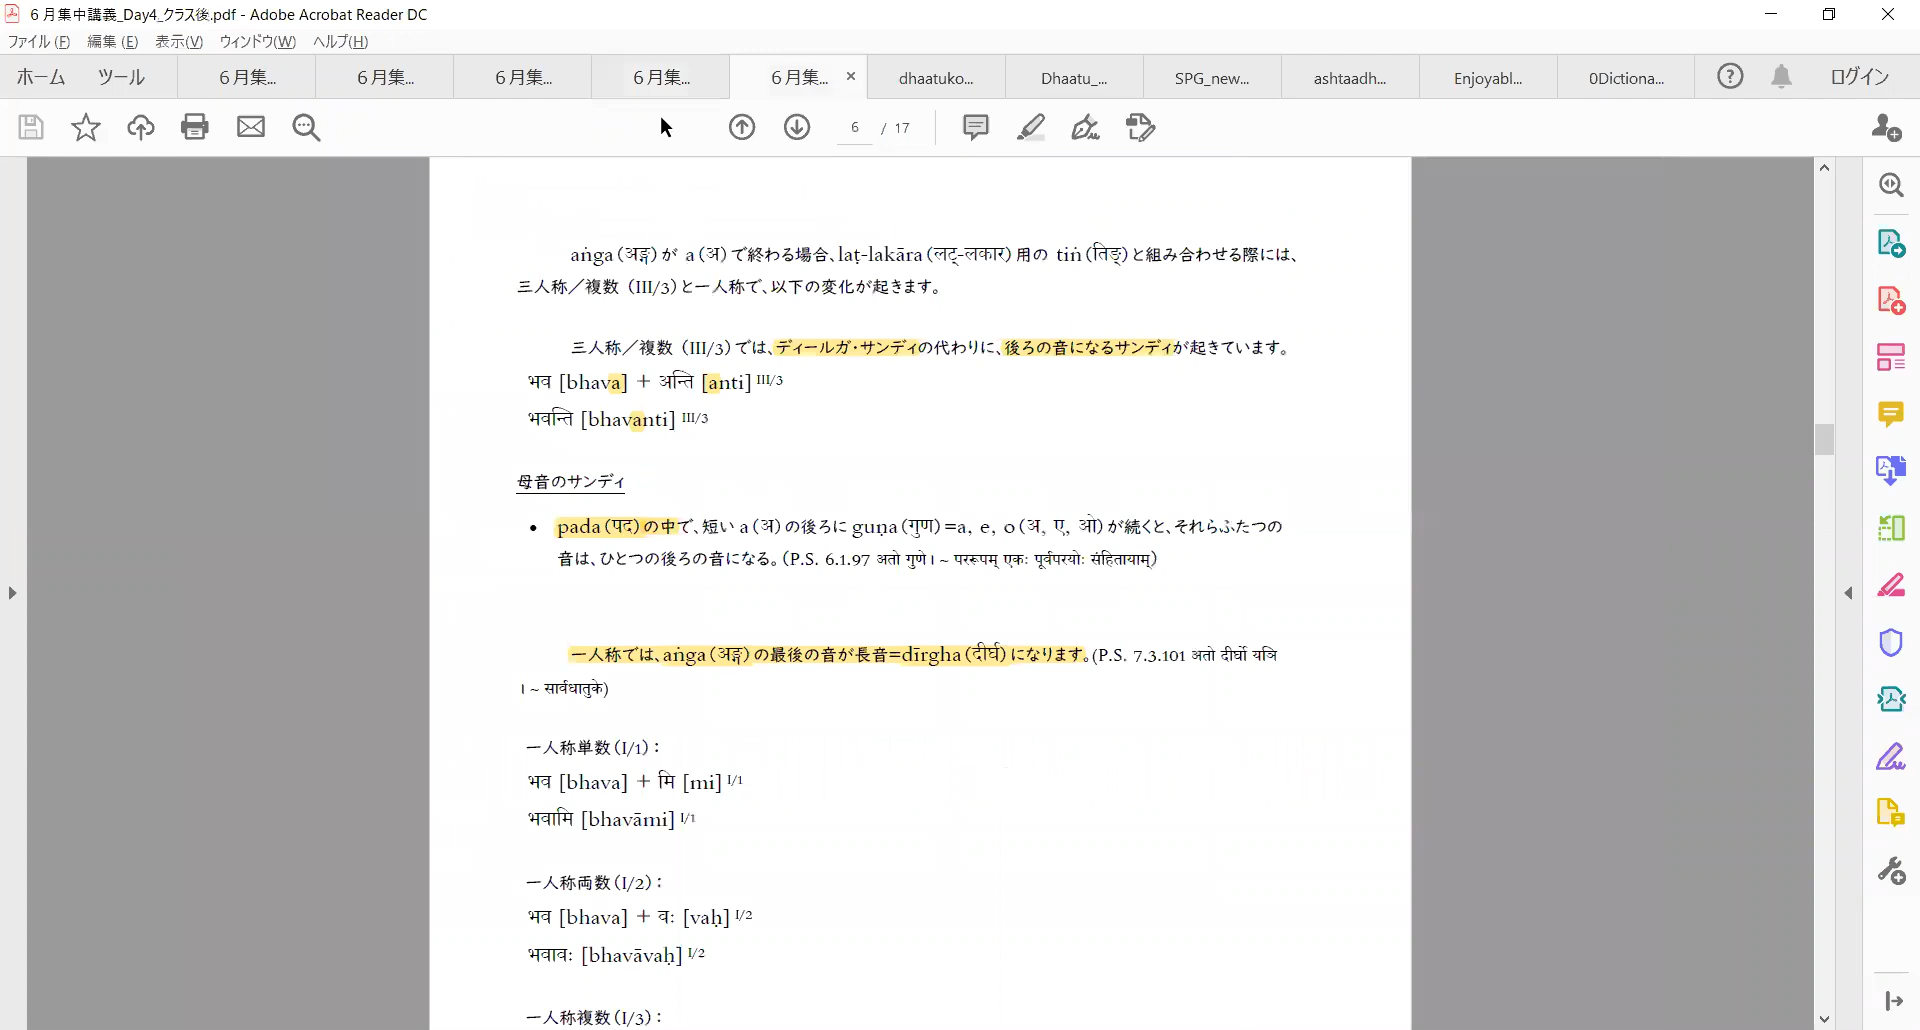 6月集中講義_Day4_クラス後.pdf - Adobe Acrobat Reader DC
ファイル(F) 編集(E) 表示(V) ウィンドウ(W) ヘルプ(H)
ホーム ツール 6月集... 6月集... 6月集... 6月集... 6月集... dhaatuko... Dhaatu_... SPG_new... ashtaadh... Enjoyabl... 0Dictiona... ログイン
6 / 17
aṅga(अङ्ग)が a(अ)で終わる場合、laṭ-lakāra(लट्-लकार)用の tiṅ(तिङ्)と組み合わせる際には、
三人称／複数 (III/3)と一人称で、以下の変化が起きます。
三人称／複数 (III/3)では、ディールガ・サンディの代わりに、後ろの音になるサンディが起きています。
भव [bhava] + अन्ति [anti] III/3
भवन्ति [bhavanti] III/3
母音のサンディ
• pada(पद)の中で、短い a(अ)の後ろに guṇa(गुण)=a, e, o(अ, ए, ओ)が続くと、それらふたつの
音は、ひとつの後ろの音になる。(P.S. 6.1.97 अतो गुणे। ~ पररूपम् एकः पूर्वपरयोः संहितायाम्)
一人称では、aṅga(अङ्ग)の最後の音が長音=dīrgha(दीर्घ)になります。(P.S. 7.3.101 अतो दीर्घो यञि
। ~ सार्वधातुके)
一人称単数(I/1):
भव [bhava] + मि [mi] I/1
भवामि [bhavāmi] I/1
一人称両数(I/2):
भव [bhava] + वः [vaḥ] I/2
भवावः [bhavāvaḥ] I/2
一人称複数(I/3):